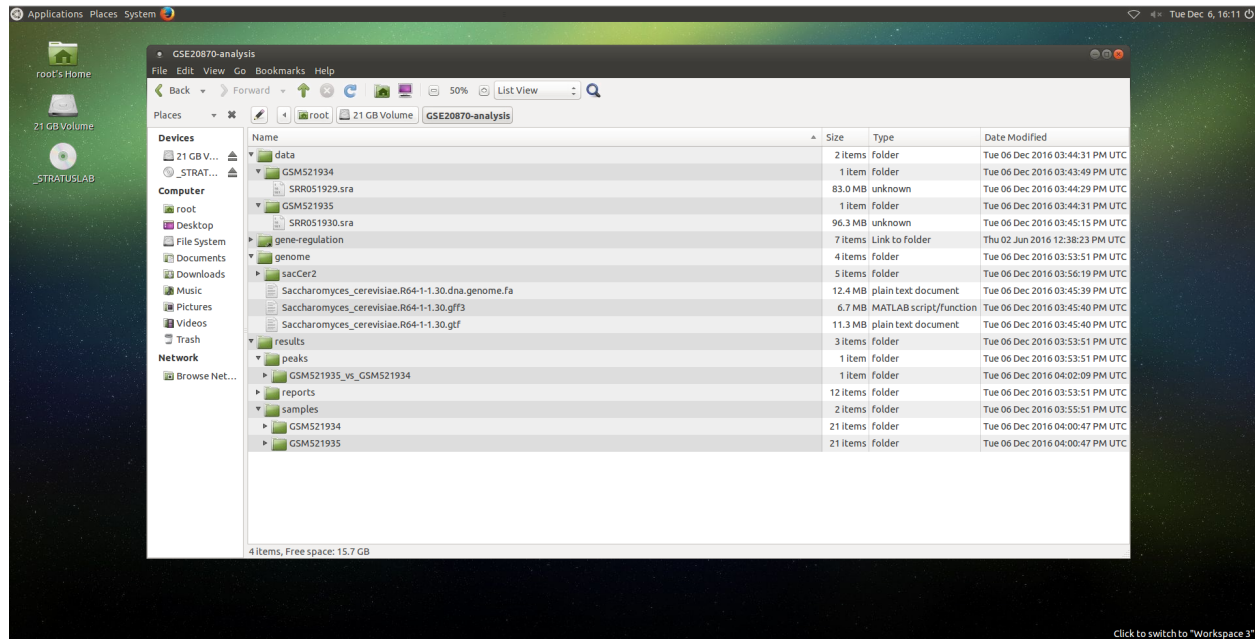 Applications Places System Tue Dec 6, 16:11
root's Home
21 GB Volume
_STRATUSLAB
GSE20870-analysis
File Edit View Go Bookmarks Help
Back Forward 50% List View
Places root 21 GB Volume GSE20870-analysis
Devices
21 GB V...
_STRAT...
Computer
root
Desktop
File System
Documents
Downloads
Music
Pictures
Videos
Trash
Network
Browse Net...
Name Size Type Date Modified
data 2 items folder Tue 06 Dec 2016 03:44:31 PM UTC
GSM521934 1 item folder Tue 06 Dec 2016 03:43:49 PM UTC
SRR051929.sra 83.0 MB unknown Tue 06 Dec 2016 03:44:29 PM UTC
GSM521935 1 item folder Tue 06 Dec 2016 03:44:31 PM UTC
SRR051930.sra 96.3 MB unknown Tue 06 Dec 2016 03:45:15 PM UTC
gene-regulation 7 items Link to folder Thu 02 Jun 2016 12:38:23 PM UTC
genome 4 items folder Tue 06 Dec 2016 03:53:51 PM UTC
sacCer2 5 items folder Tue 06 Dec 2016 03:56:19 PM UTC
Saccharomyces_cerevisiae.R64-1-1.30.dna.genome.fa 12.4 MB plain text document Tue 06 Dec 2016 03:45:39 PM UTC
Saccharomyces_cerevisiae.R64-1-1.30.gff3 6.7 MB MATLAB script/function Tue 06 Dec 2016 03:45:40 PM UTC
Saccharomyces_cerevisiae.R64-1-1.30.gtf 11.3 MB plain text document Tue 06 Dec 2016 03:45:40 PM UTC
results 3 items folder Tue 06 Dec 2016 03:53:51 PM UTC
peaks 1 item folder Tue 06 Dec 2016 03:53:51 PM UTC
GSM521935_vs_GSM521934 1 item folder Tue 06 Dec 2016 04:02:09 PM UTC
reports 12 items folder Tue 06 Dec 2016 03:53:51 PM UTC
samples 2 items folder Tue 06 Dec 2016 03:55:51 PM UTC
GSM521934 21 items folder Tue 06 Dec 2016 04:00:47 PM UTC
GSM521935 21 items folder Tue 06 Dec 2016 04:00:47 PM UTC
4 items, Free space: 15.7 GB
Click to switch to "Workspace 3"